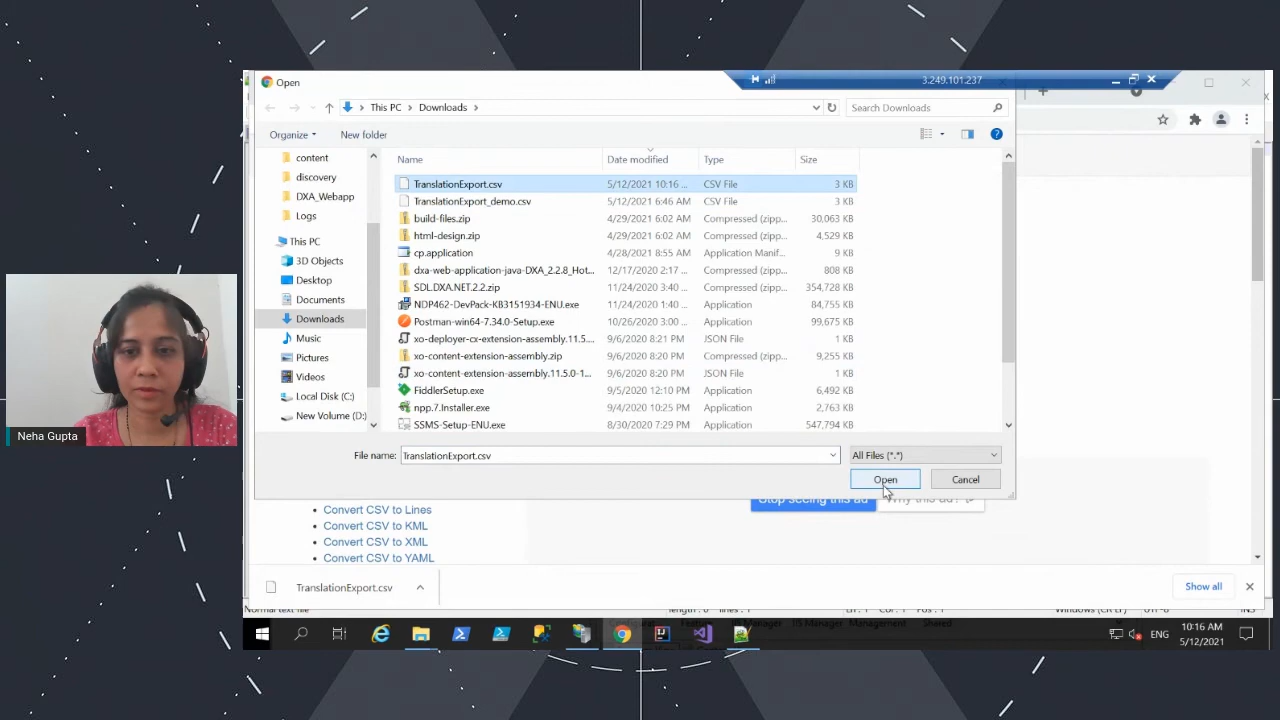 Open
3.249.101.237
This PC
Downloads
Search Downloads
Organize
New folder
content
discovery
DXA_Webapp
Logs
This PC
3D Objects
Desktop
Documents
Downloads
Music
Pictures
Videos
Local Disk (C:)
New Volume (D:)
Name Date modified Type Size
TranslationExport.csv 5/12/2021 10:16 ... CSV File 3 KB
TranslationExport_demo.csv 5/12/2021 6:46 AM CSV File 3 KB
build-files.zip 4/29/2021 6:02 AM Compressed (zipp... 30,063 KB
html-design.zip 4/29/2021 6:02 AM Compressed (zipp... 4,529 KB
cp.application 4/28/2021 8:55 AM Application Manif... 9 KB
dxa-web-application-java-DXA_2.2.8_Hot... 12/17/2020 2:17 ... Compressed (zipp... 808 KB
SDL.DXA.NET.2.2.zip 11/24/2020 3:40 ... Compressed (zipp... 354,728 KB
NDP462-DevPack-KB3151934-ENU.exe 11/24/2020 1:40 ... Application 84,755 KB
Postman-win64-7.34.0-Setup.exe 10/26/2020 3:00 ... Application 99,675 KB
xo-deployer-cx-extension-assembly.11.5... 9/6/2020 8:21 PM JSON File 1 KB
xo-content-extension-assembly.zip 9/6/2020 8:20 PM Compressed (zipp... 9,255 KB
xo-content-extension-assembly.11.5.0-1... 9/6/2020 8:20 PM JSON File 1 KB
FiddlerSetup.exe 9/5/2020 12:10 PM Application 6,492 KB
npp.7.Installer.exe 9/4/2020 10:25 PM Application 2,763 KB
SSMS-Setup-ENU.exe 8/30/2020 7:29 PM Application 547,794 KB
File name: TranslationExport.csv All Files (*.*)
Open Cancel
Neha Gupta
Stop seeing this ad Why this ad?
Convert CSV to Lines
Convert CSV to KML
Convert CSV to XML
Convert CSV to YAML
TranslationExport.csv
Show all
Normal text file
ENG
10:16 AM
5/12/2021